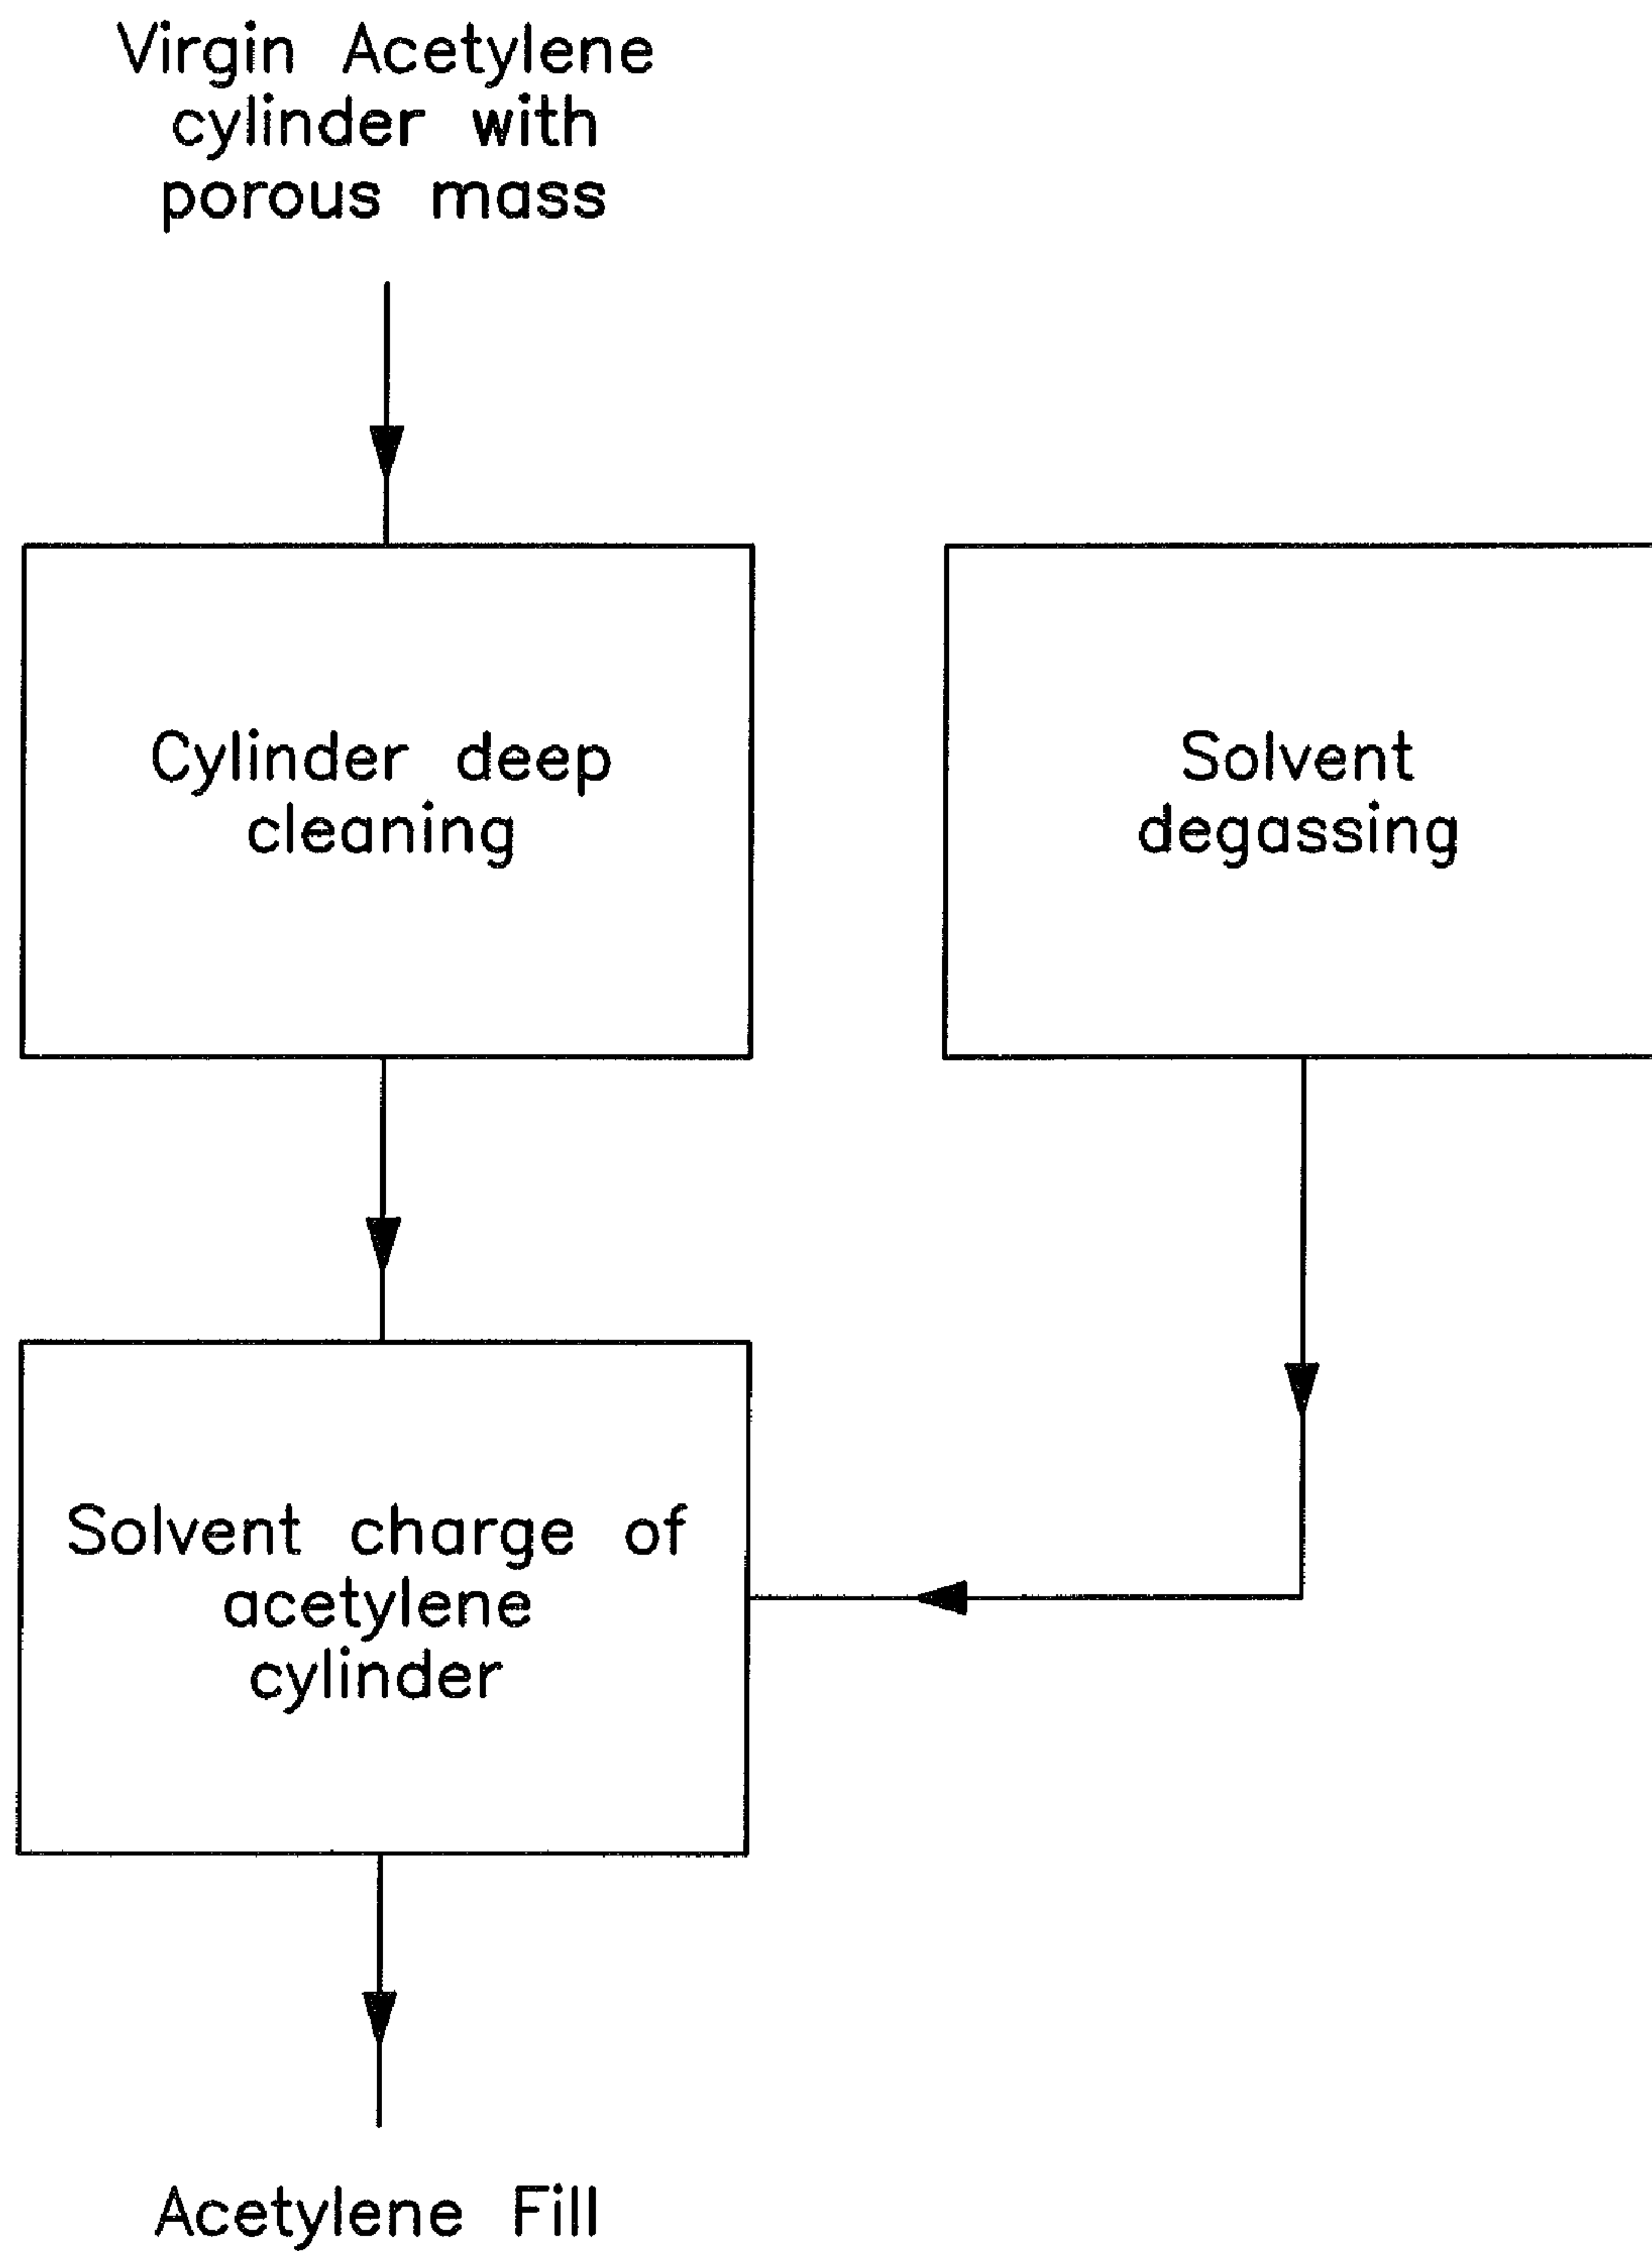 Virgin Acetylene
cylinder with
porous mass
Cylinder deep
cleaning
Solvent
degassing
Solvent charge of
acetylene
cylinder
Acetylene Fill